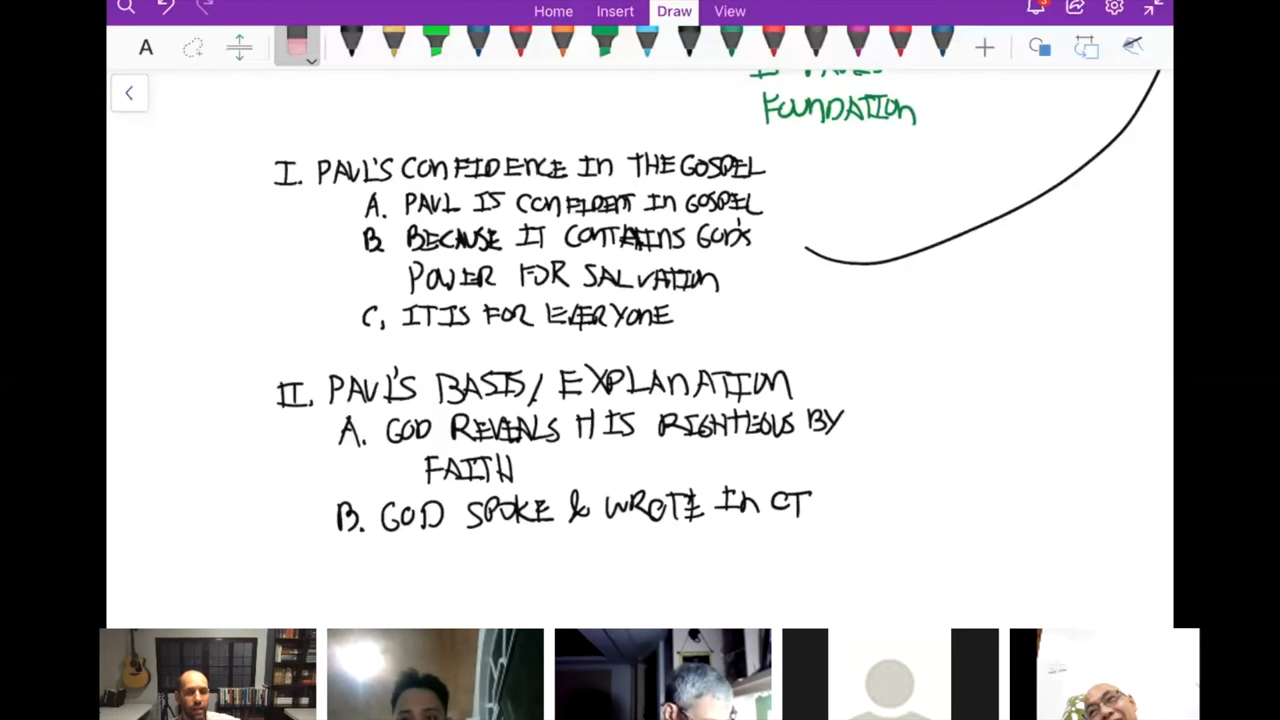 Home Insert Draw View
A
FOUNDATION
I. PAUL'S CONFIDENCE IN THE GOSPEL
A. PAUL IS CONFIDENT IN GOSPEL
B. BECAUSE IT CONTAINS GOD'S
POWER FOR SALVATION
C. IT IS FOR EVERYONE
II. PAUL'S BASIS/EXPLANATION
A. GOD REVEALS HIS RIGHTEOUS BY
FAITH
B. GOD SPOKE & WROTE IN OT